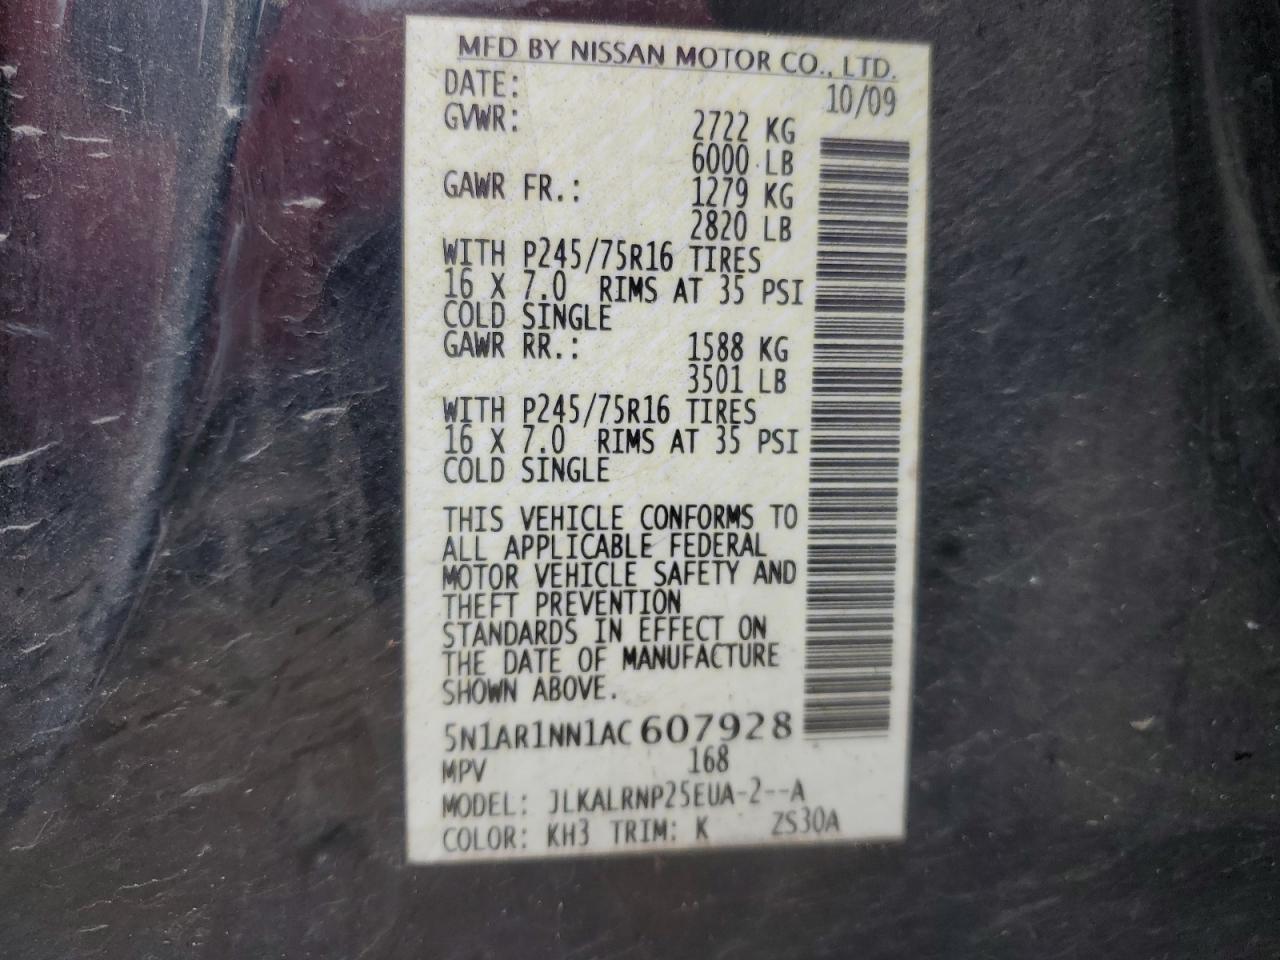 MFD BY NISSAN MOTOR CO., LTD.
DATE: 10/09
GVWR: 2722 KG
6000 LB
GAWR FR.: 1279 KG
2820 LB
WITH P245/75R16 TIRES
16 X 7.0 RIMS AT 35 PSI
COLD SINGLE
GAWR RR.: 1588 KG
3501 LB
WITH P245/75R16 TIRES
16 X 7.0 RIMS AT 35 PSI
COLD SINGLE
THIS VEHICLE CONFORMS TO
ALL APPLICABLE FEDERAL
MOTOR VEHICLE SAFETY AND
THEFT PREVENTION
STANDARDS IN EFFECT ON
THE DATE OF MANUFACTURE
SHOWN ABOVE.
5N1AR1NN1AC607928
MPV 168
MODEL: JLKALRNP25EUA-2--A
COLOR: KH3 TRIM: K ZS30A